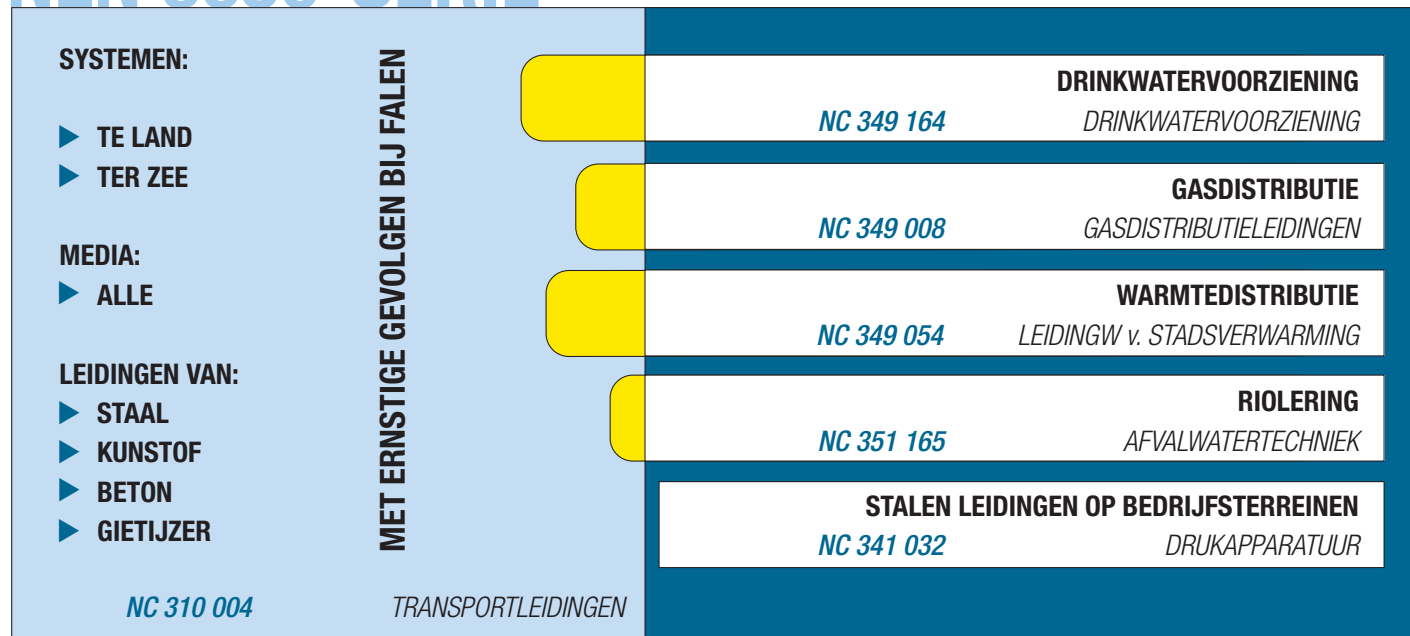 SYSTEMEN:
TE LAND
TER ZEE
MEDIA:
ALLE
LEIDINGEN VAN:
STAAL
KUNSTOF
BETON
GIETIJZER
NC 310 004 TRANSPORTLEIDINGEN
MET ERNSTIGE GEVOLGEN BIJ FALEN
DRINKWATERVOORZIENING
NC 349 164 DRINKWATERVOORZIENING
GASDISTRIBUTIE
NC 349 008 GASDISTRIBUTIELEIDINGEN
WARMTEDISTRIBUTIE
NC 349 054 LEIDINGW v. STADSVERWARMING
RIOLERING
NC 351 165 AFVALWATERTECHNIEK
STALEN LEIDINGEN OP BEDRIJFSTERREINEN
NC 341 032 DRUKAPPARATUUR